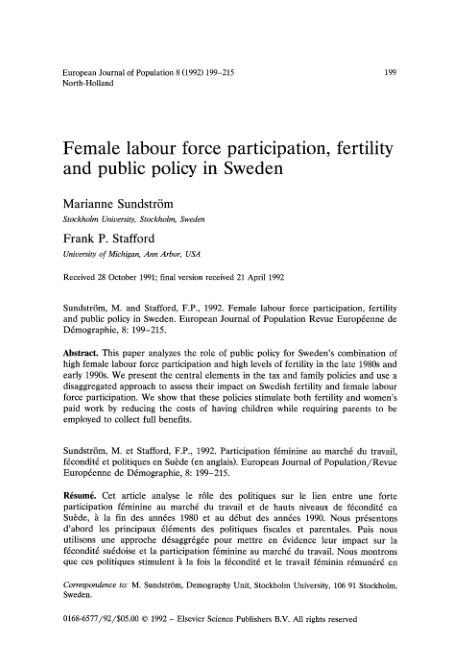 European Journal of Population 8 (1992) 199–215 199
North-Holland
Female labour force participation, fertility
and public policy in Sweden
Marianne Sundström
Stockholm University, Stockholm, Sweden
Frank P. Stafford
University of Michigan, Ann Arbor, USA
Received 28 October 1991; final version received 21 April 1992
Sundström, M. and Stafford, F.P., 1992. Female labour force participation, fertility
and public policy in Sweden. European Journal of Population Revue Européenne de
Démographie, 8: 199–215.
Abstract. This paper analyzes the role of public policy for Sweden's combination of
high female labour force participation and high levels of fertility in the late 1980s and
early 1990s. We present the central elements in the tax and family policies and use a
disaggregated approach to assess their impact on Swedish fertility and female labour
force participation. We show that these policies stimulate both fertility and women's
paid work by reducing the costs of having children while requiring parents to be
employed to collect full benefits.
Sundström, M. et Stafford, F.P., 1992. Participation féminine au marché du travail,
fécondité et politiques en Suède (en anglais). European Journal of Population/Revue
Européenne de Démographie, 8: 199–215.
Résumé. Cet article analyse le rôle des politiques sur le lien entre une forte
participation féminine au marché du travail et de hauts niveaux de fécondité en
Suède, à la fin des années 1980 et au début des années 1990. Nous présentons
d'abord les principaux éléments des politiques fiscales et parentales. Puis nous
utilisons une approche désaggrégée pour mettre en évidence leur impact sur la
fécondité suédoise et la participation féminine au marché du travail. Nous montrons
que ces politiques stimulent à la fois la fécondité et le travail féminin rémunéré en
Correspondence to: M. Sundström, Demography Unit, Stockholm University, 106 91 Stockholm,
Sweden.
0168-6577/92/$05.00 © 1992 – Elsevier Science Publishers B.V. All rights reserved